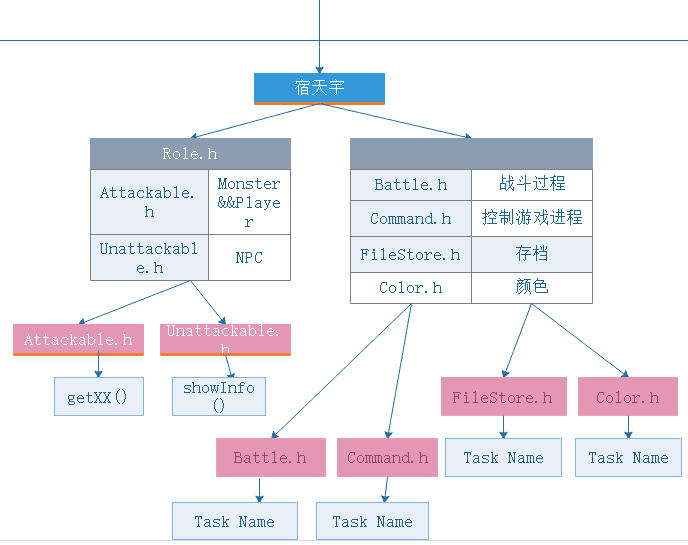 宿天宇
Role.h
Attackable.
h
Monster
&&Playe
r
Unattackabl
e.h
NPC
Battle.h
战斗过程
Command.h
控制游戏进程
FileStore.h
存档
Color.h
颜色
Attackable.h
Unattackable.
h
getXX()
showInfo
()
FileStore.h
Color.h
Battle.h
Command.h
Task Name
Task Name
Task Name
Task Name